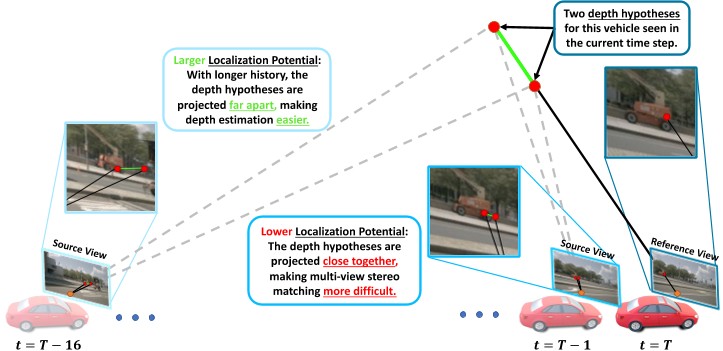 Two depth hypotheses
for this vehicle seen in
the current time step.
Larger Localization Potential:
With longer history, the
depth hypotheses are
projected far apart, making
depth estimation easier.
Lower Localization Potential:
The depth hypotheses are
projected close together,
making multi-view stereo
matching more difficult.
Source View
Source View
Reference View
t = T − 16
t = T − 1
t = T